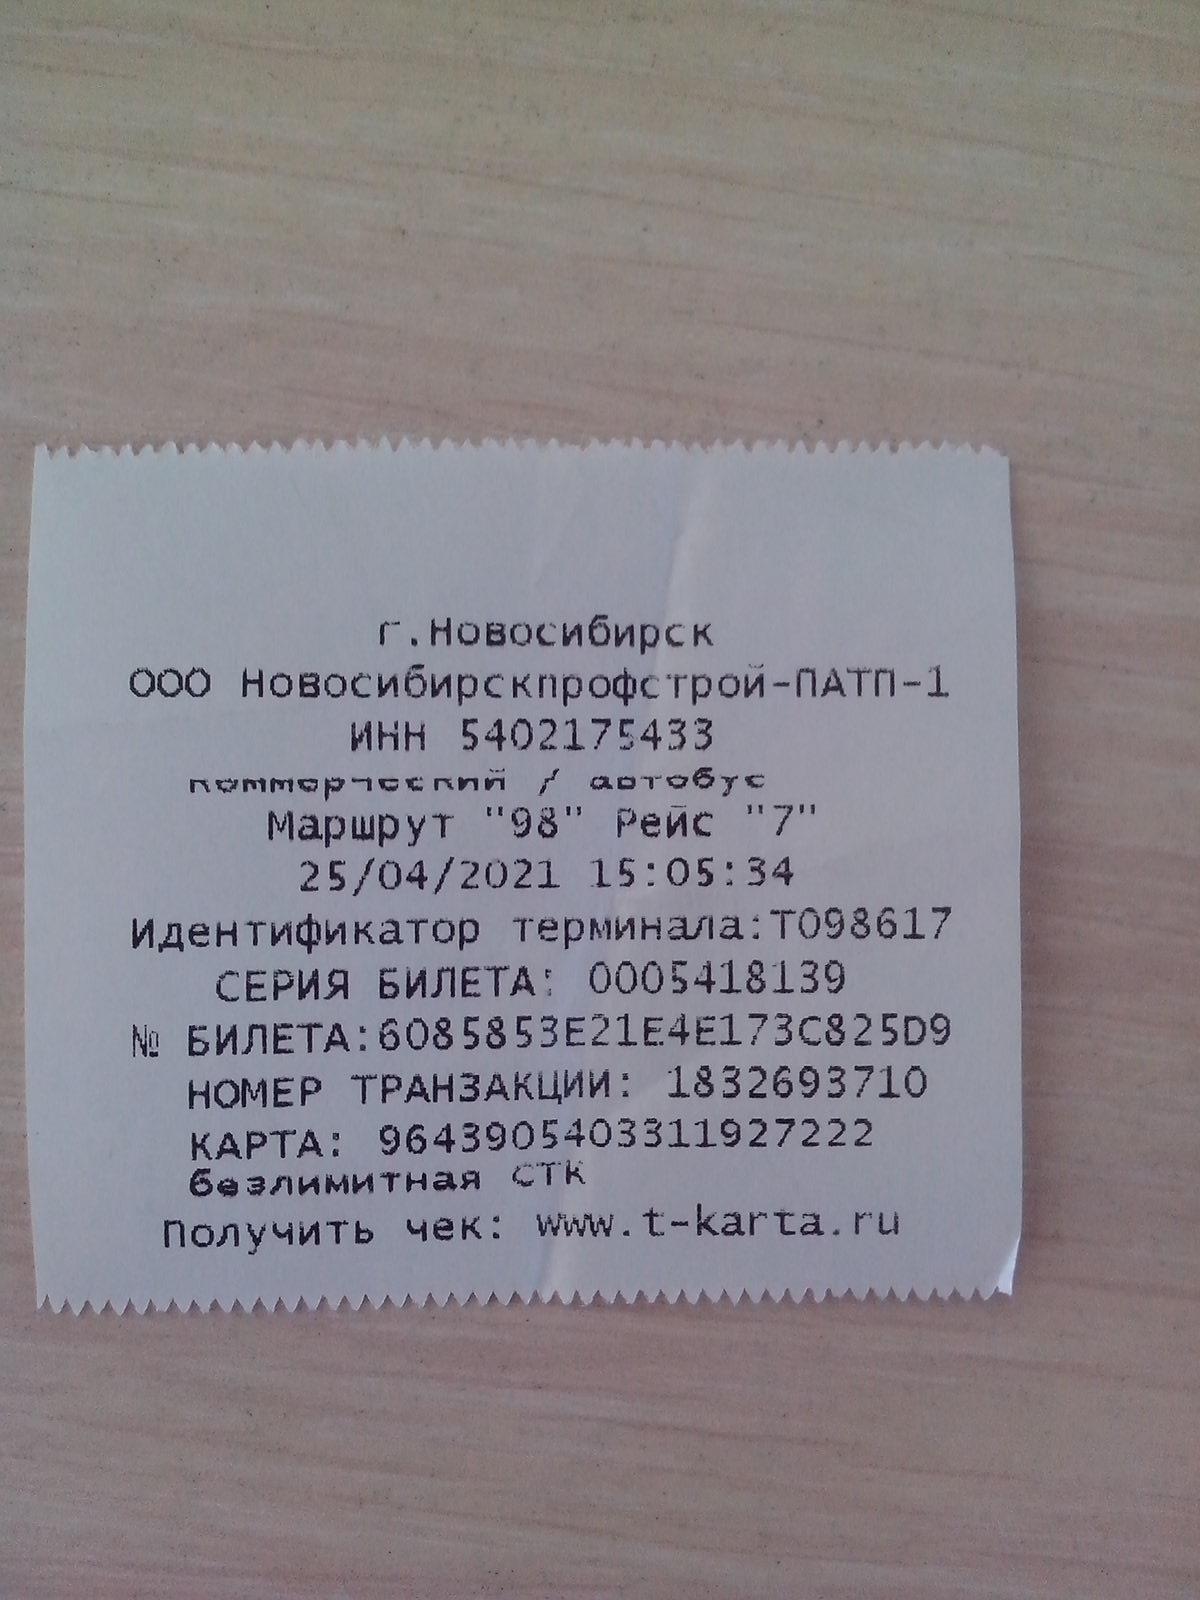 г.Новосибирск
ООО Новосибирскпрофстрой-ПАТП-1
ИНН 5402175433
коммерческий / автобус
Маршрут "98" Рейс "7"
25/04/2021 15:05:34
Идентификатор терминала:T098617
СЕРИЯ БИЛЕТА: 0005418139
№ БИЛЕТА:6085853E21E4E173C825D9
НОМЕР ТРАНЗАКЦИИ: 1832693710
КАРТА: 9643905403311927222
безлимитная СТК
Получить чек: www.t-karta.ru